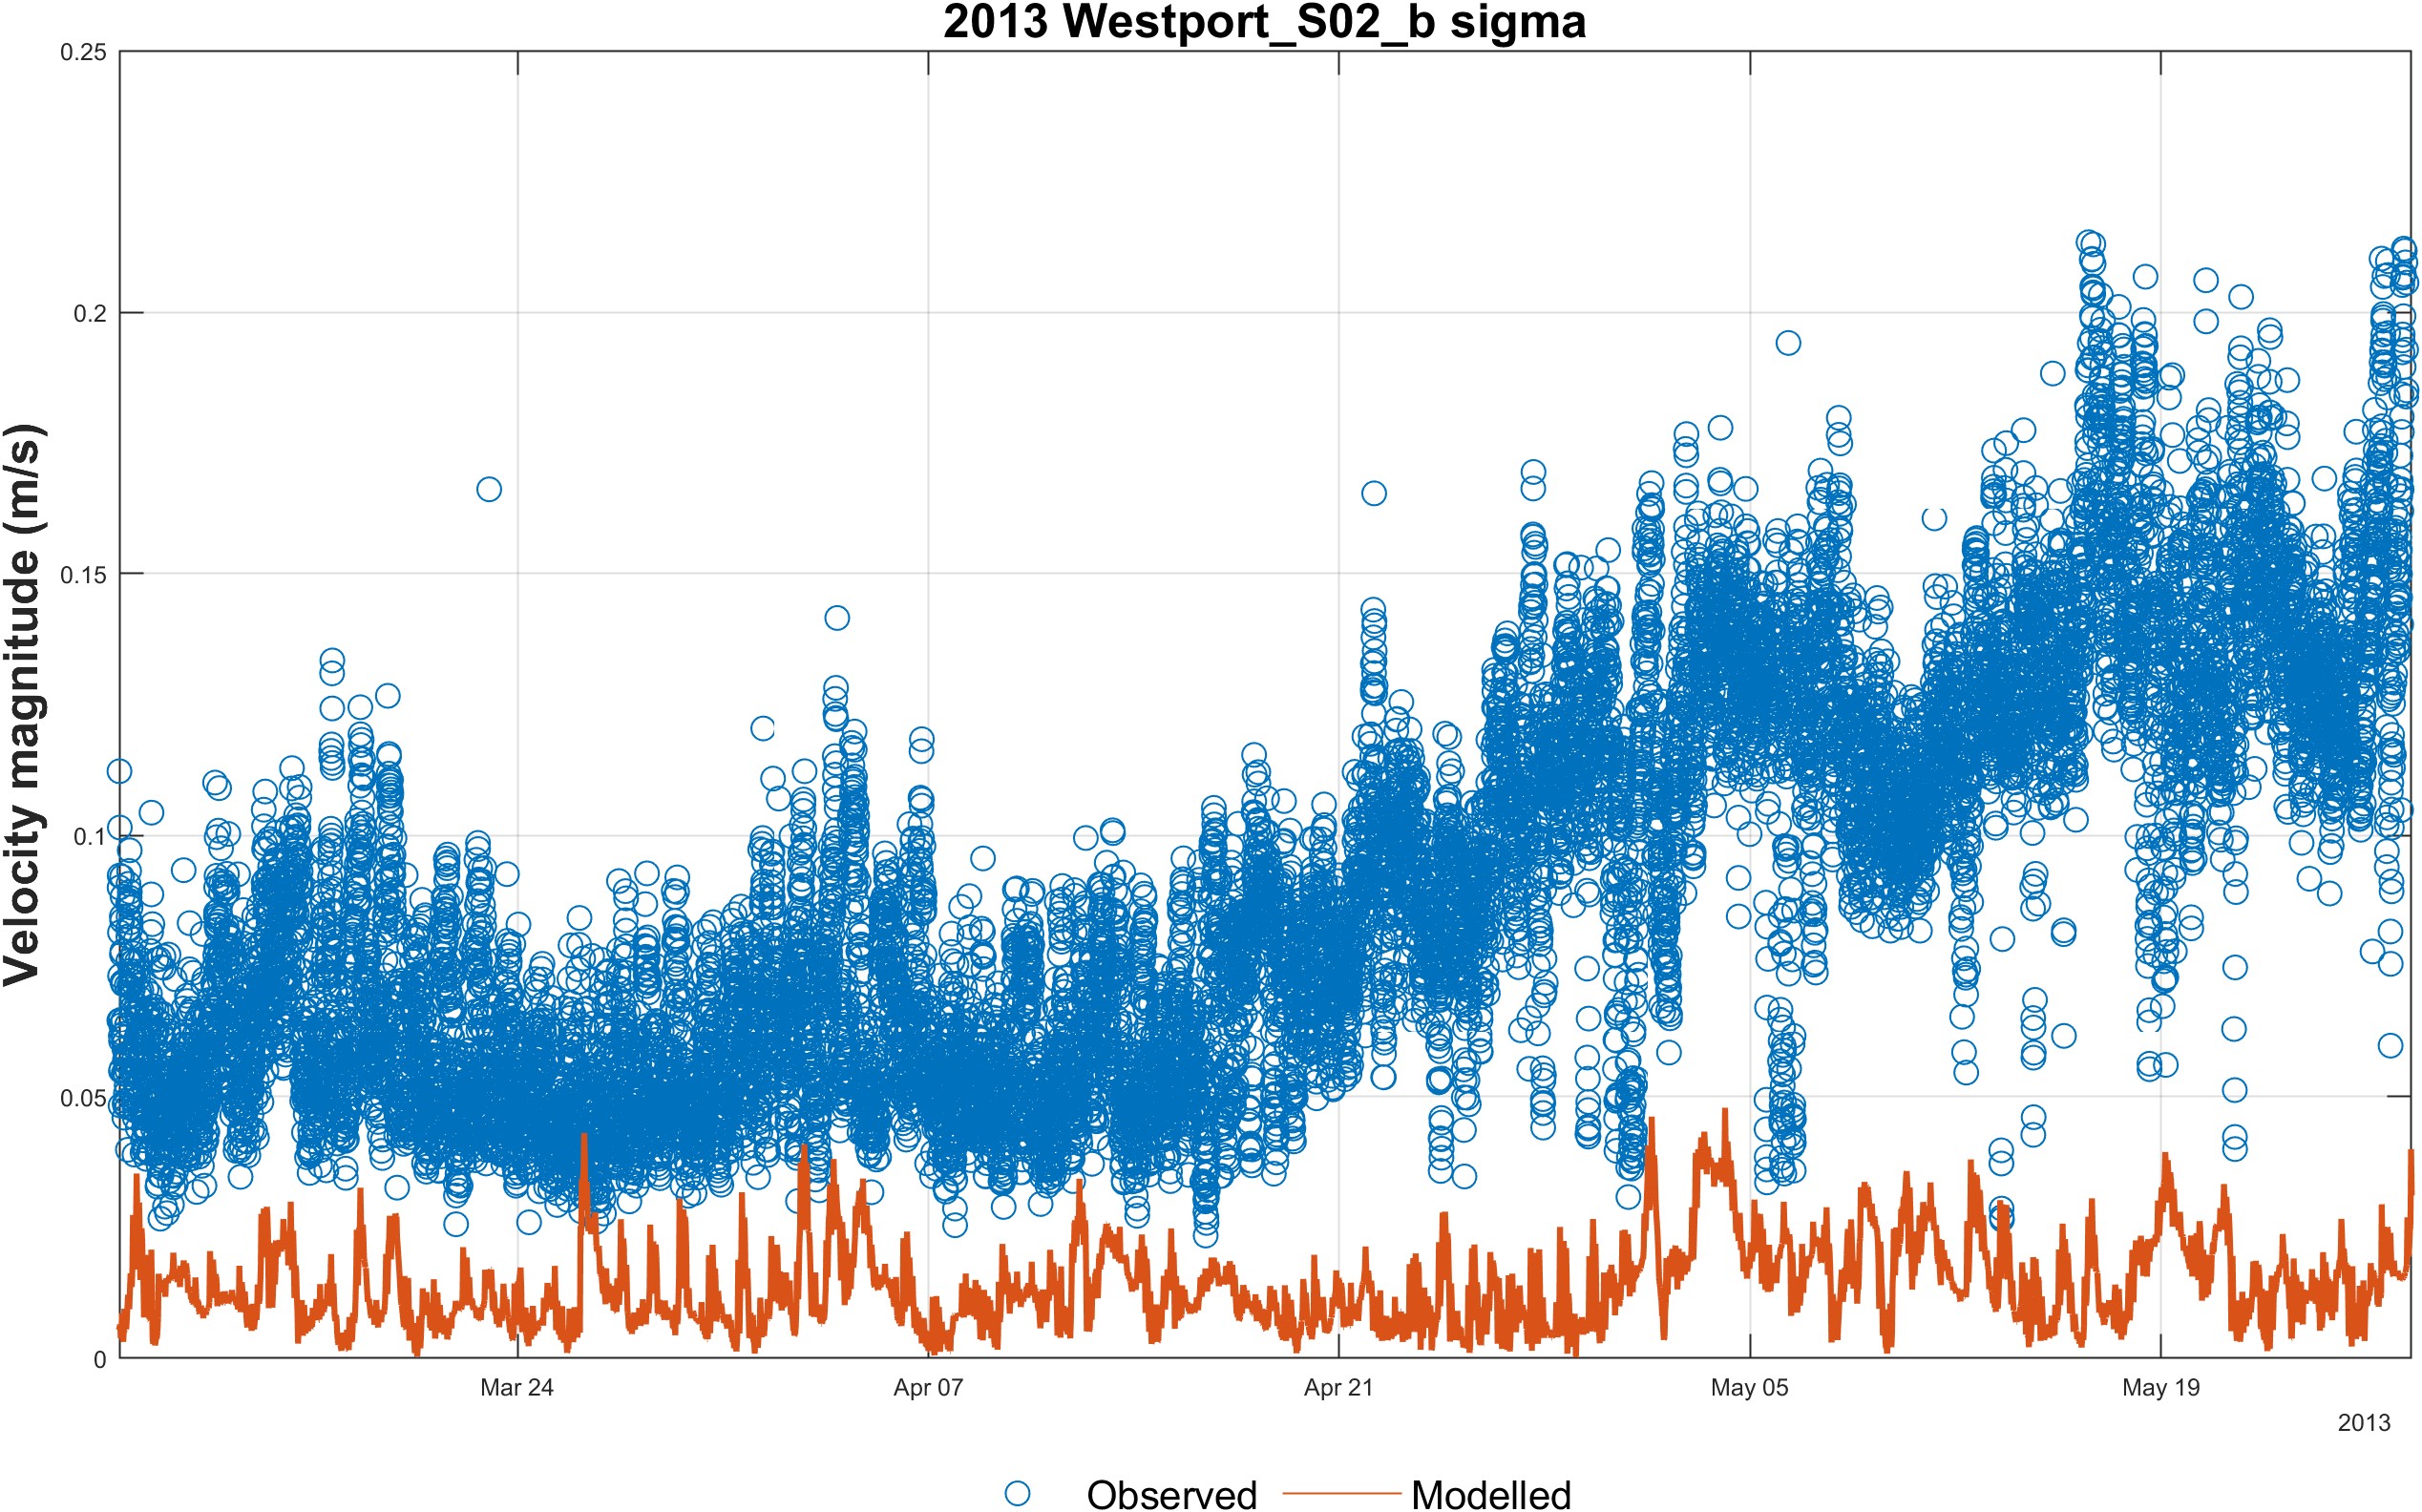 2013 Westport_S02_b sigma
Velocity magnitude (m/s)
0.25
0.2
0.15
0.1
0.05
0
Mar 24
Apr 07
Apr 21
May 05
May 19
2013
Observed
Modelled